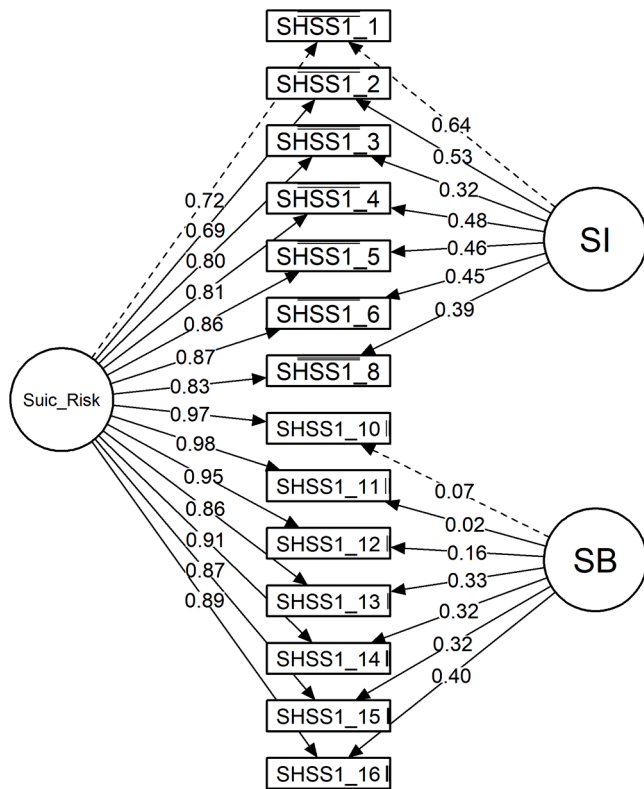 SHSS1_1
SHSS1_2
SHSS1_3
SHSS1_4
SHSS1_5
SHSS1_6
SHSS1_8
SHSS1_10
SHSS1_11
SHSS1_12
SHSS1_13
SHSS1_14
SHSS1_15
SHSS1_16
Suic_Risk
0.72
0.69
0.80
0.81
0.86
0.87
0.83
0.97
0.98
0.95
0.86
0.91
0.87
0.89
SI
0.64
0.53
0.32
0.48
0.46
0.45
0.39
SB
0.07
0.02
0.16
0.33
0.32
0.32
0.40